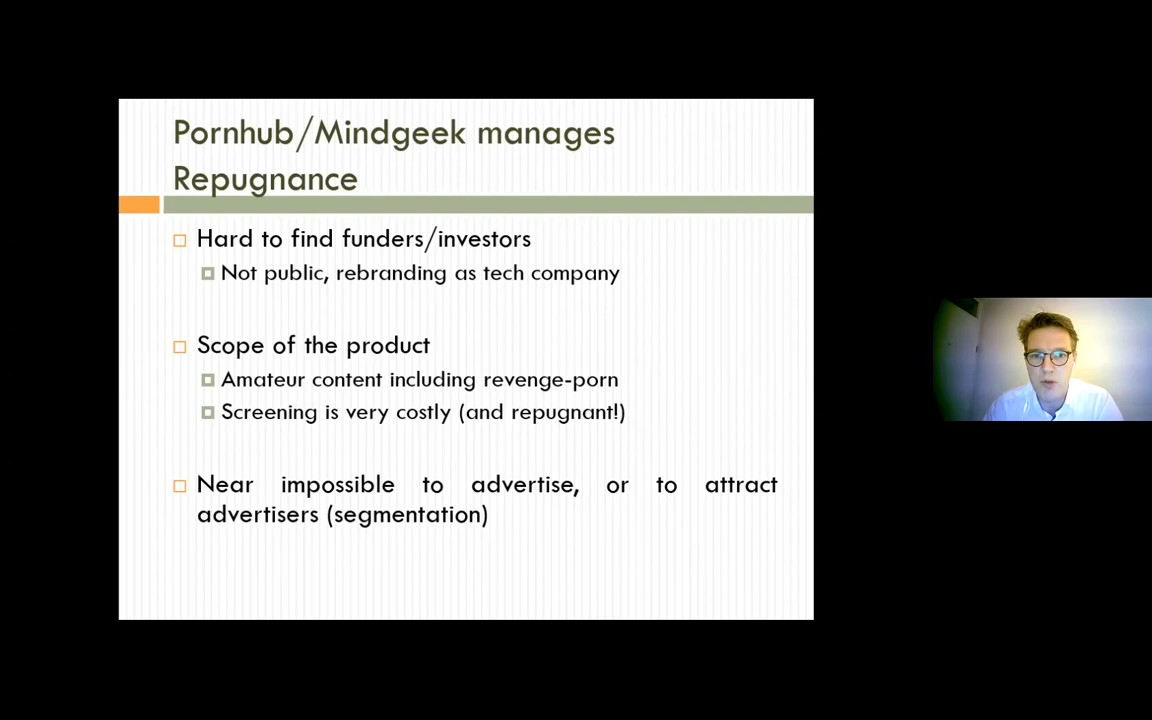 Pornhub/Mindgeek manages
Repugnance
Hard to find funders/investors
Not public, rebranding as tech company
Scope of the product
Amateur content including revenge-porn
Screening is very costly (and repugnant!)
Near impossible to advertise, or to attract
advertisers (segmentation)